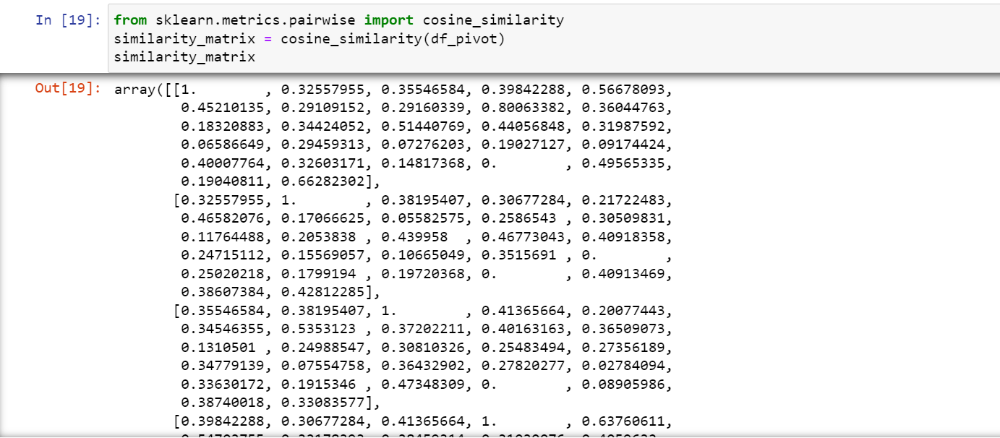 In [19]: from sklearn.metrics.pairwise import cosine_similarity
similarity_matrix = cosine_similarity(df_pivot)
similarity_matrix
Out[19]: array([[1.        , 0.32557955, 0.35546584, 0.39842288, 0.56678093,
0.45210135, 0.29109152, 0.29160339, 0.80063382, 0.36044763,
0.18320883, 0.34424052, 0.51440769, 0.44056848, 0.31987592,
0.06586649, 0.29459313, 0.07276203, 0.19027127, 0.09174424,
0.40007764, 0.32603171, 0.14817368, 0.        , 0.49565335,
0.19040811, 0.66282302],
[0.32557955, 1.        , 0.38195407, 0.30677284, 0.21722483,
0.46582076, 0.17066625, 0.05582575, 0.2586543 , 0.30509831,
0.11764488, 0.2053838 , 0.439958  , 0.46773043, 0.40918358,
0.24715112, 0.15569057, 0.10665049, 0.3515691 , 0.        ,
0.25020218, 0.1799194 , 0.19720368, 0.        , 0.40913469,
0.38607384, 0.42812285],
[0.35546584, 0.38195407, 1.        , 0.41365664, 0.20077443,
0.34546355, 0.5353123 , 0.37202211, 0.40163163, 0.36509073,
0.1310501 , 0.24988547, 0.30810326, 0.25483494, 0.27356189,
0.34779139, 0.07554758, 0.36432902, 0.27820277, 0.02784094,
0.33630172, 0.1915346 , 0.47348309, 0.        , 0.08905986,
0.38740018, 0.33083577],
[0.39842288, 0.30677284, 0.41365664, 1.        , 0.63760611,